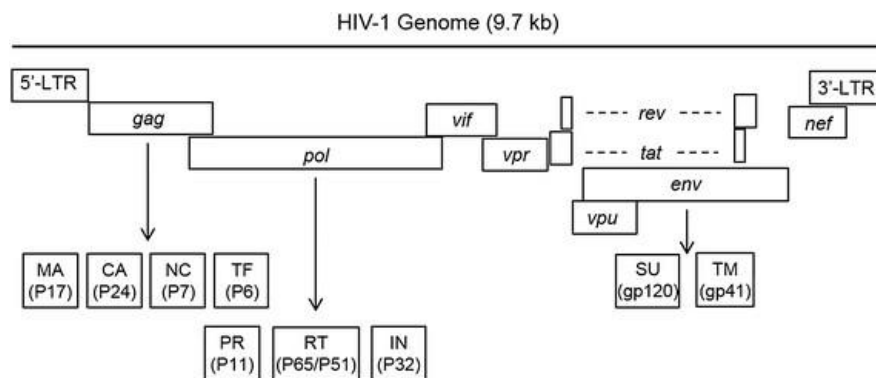 HIV-1 Genome (9.7 kb)
5'-LTR
3'-LTR
gag
vif
rev
nef
pol
vpr
tat
env
vpu
MA
(P17)
CA
(P24)
NC
(P7)
TF
(P6)
SU
(gp120)
TM
(gp41)
PR
(P11)
RT
(P65/P51)
IN
(P32)